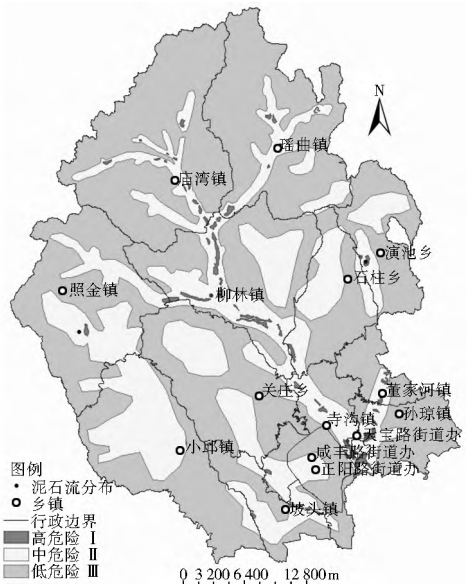 N
瑶曲镇
庙湾镇
演池乡
石柱乡
照金镇
柳林镇
关庄乡
董家河镇
孙琼镇
寺沟镇
天宝路街道办
小邱镇
咸丰路街道办
正阳路街道办
坡头镇
图例
泥石流分布
乡镇
行政边界
高危险 Ⅰ
中危险 Ⅱ
低危险 Ⅲ
0 3 200 6 400 12 800m